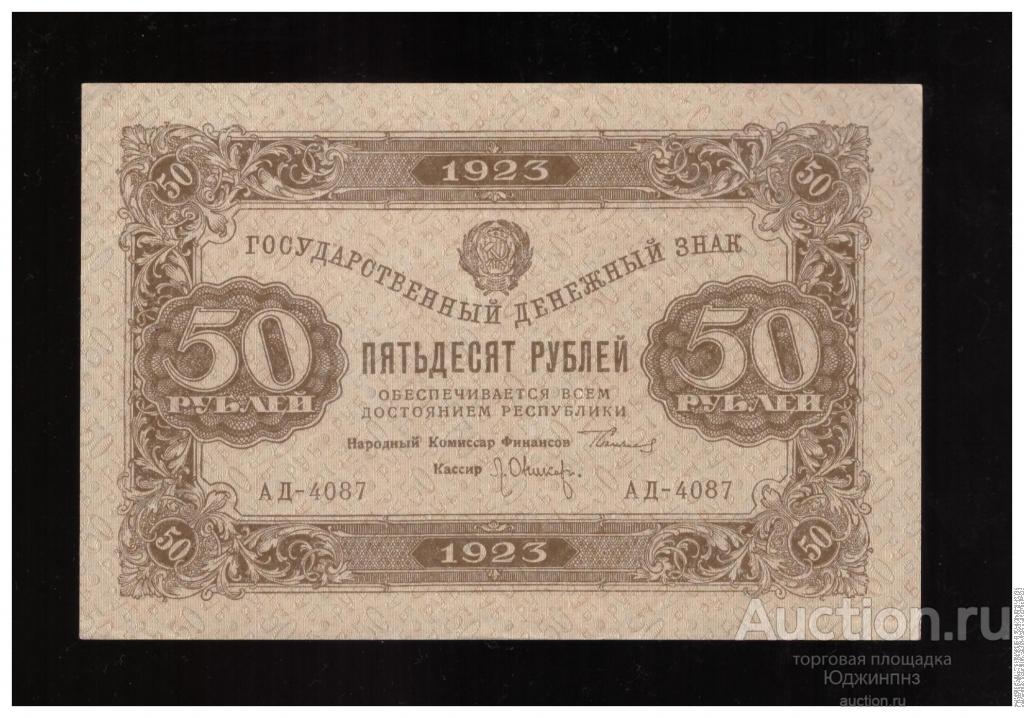 50
1923
50
ГОСУДАРСТВЕННЫЙ ДЕНЕЖНЫЙ ЗНАК
50 РУБЛЕЙ
50 РУБЛЕЙ
ПЯТЬДЕСЯТ РУБЛЕЙ
ОБЕСПЕЧИВАЕТСЯ ВСЕМ
ДОСТОЯНИЕМ РЕСПУБЛИКИ
Народный Комиссар Финансов
Кассир
АД-4087
АД-4087
50
1923
50
Auction.ru
торговая площадка
Юджинпнз
auction.ru